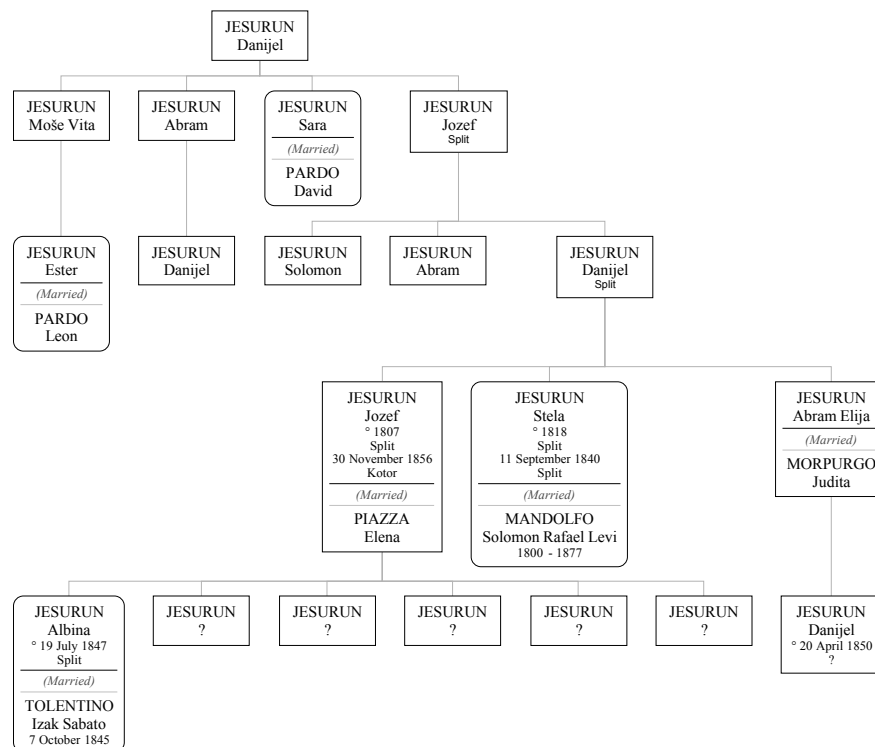 JESURUN
Danijel
JESURUN
Moše Vita
JESURUN
Abram
JESURUN
Sara
(Married)
PARDO
David
JESURUN
Jozef
Split
JESURUN
Ester
(Married)
PARDO
Leon
JESURUN
Danijel
JESURUN
Solomon
JESURUN
Abram
JESURUN
Danijel
Split
JESURUN
Jozef
° 1807
Split
30 November 1856
Kotor
(Married)
PIAZZA
Elena
JESURUN
Stela
° 1818
Split
11 September 1840
Split
(Married)
MANDOLFO
Solomon Rafael Levi
1800 - 1877
JESURUN
Abram Elija
(Married)
MORPURGO
Judita
JESURUN
Albina
° 19 July 1847
Split
(Married)
TOLENTINO
Izak Sabato
7 October 1845
JESURUN
?
JESURUN
?
JESURUN
?
JESURUN
?
JESURUN
?
JESURUN
Danijel
° 20 April 1850
?